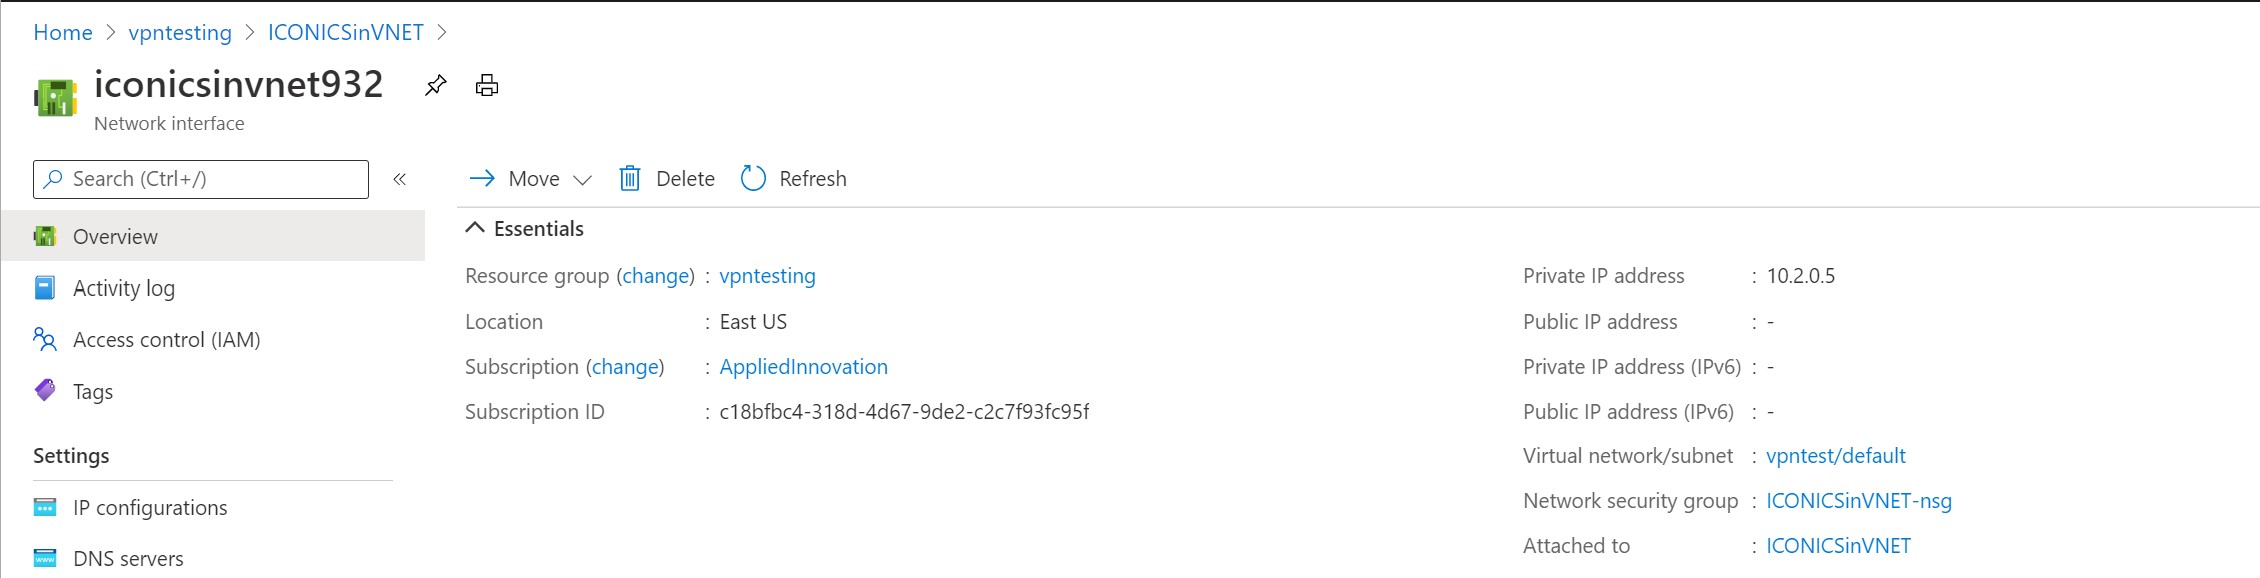 Home > vpntesting > ICONICSinVNET >
iconicsinvnet932
Network interface
Search (Ctrl+/)
«
Move
Delete
Refresh
Overview
Activity log
Access control (IAM)
Tags
Settings
IP configurations
DNS servers
Essentials
Resource group (change) : vpntesting
Location : East US
Subscription (change) : AppliedInnovation
Subscription ID : c18bfbc4-318d-4d67-9de2-c2c7f93fc95f
Private IP address : 10.2.0.5
Public IP address : -
Private IP address (IPv6) : -
Public IP address (IPv6) : -
Virtual network/subnet : vpntest/default
Network security group : ICONICSinVNET-nsg
Attached to : ICONICSinVNET